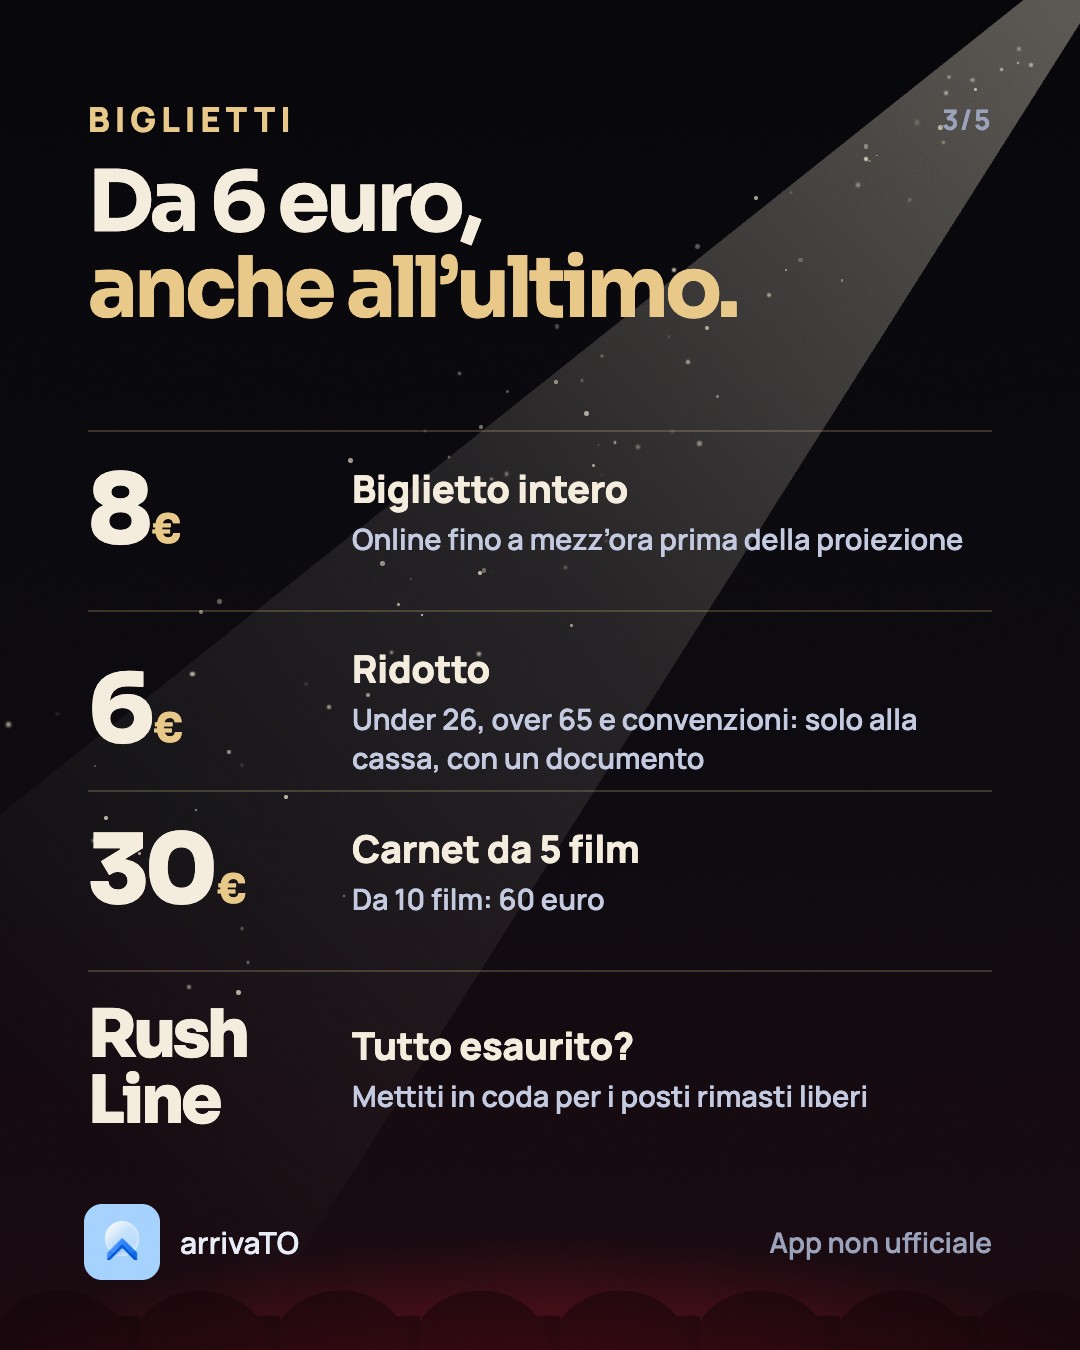 BIGLIETTI
3/5
Da 6 euro,
anche all’ultimo.
8€
Biglietto intero
Online fino a mezz’ora prima della proiezione
6€
Ridotto
Under 26, over 65 e convenzioni: solo alla
cassa, con un documento
30€
Carnet da 5 film
Da 10 film: 60 euro
Rush
Line
Tutto esaurito?
Mettiti in coda per i posti rimasti liberi
arrivaTO
App non ufficiale